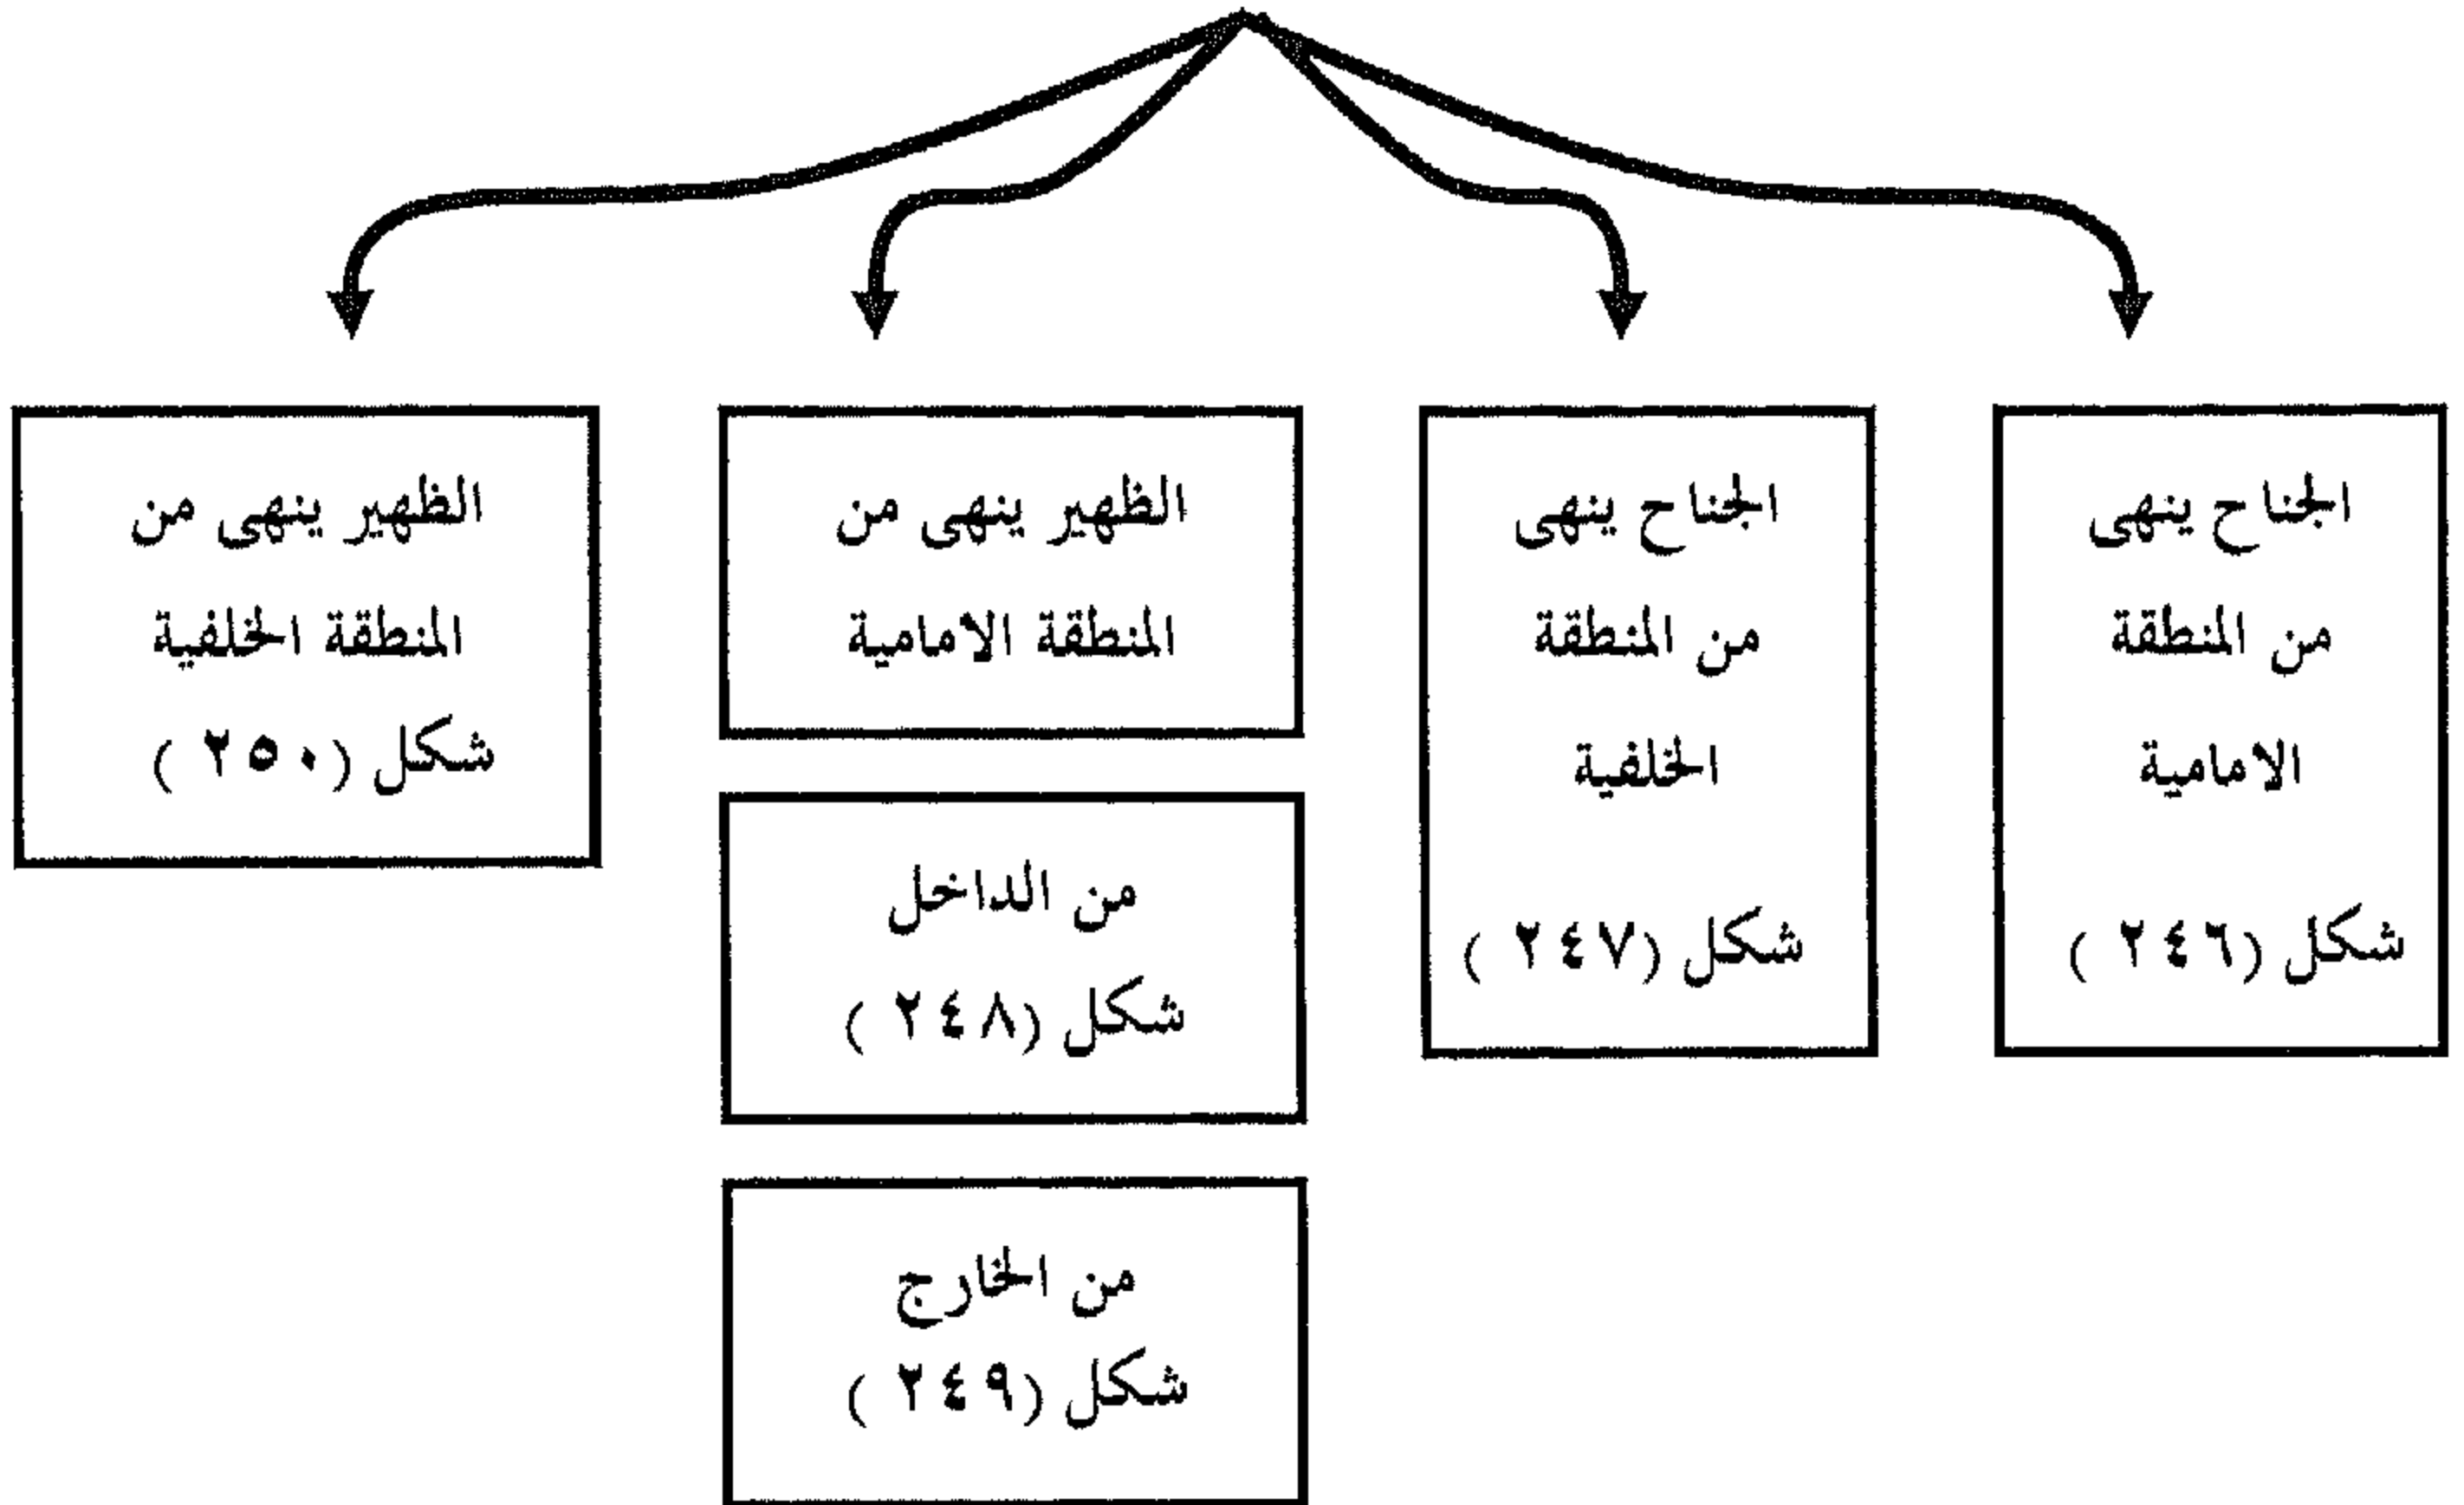 الجناح ينهى
من المنطقة
الامامية
شكل (٢٤٦ )
الجناح ينهى
من المنطقة
الخلفية
شكل (٢٤٧ )
الظهير ينهى من
المنطقة الامامية
من الداخل
شكل (٢٤٨ )
من الخارج
شكل (٢٤٩ )
الظهير ينهى من
المنطقة الخلفية
شكل (٢٥٠ )